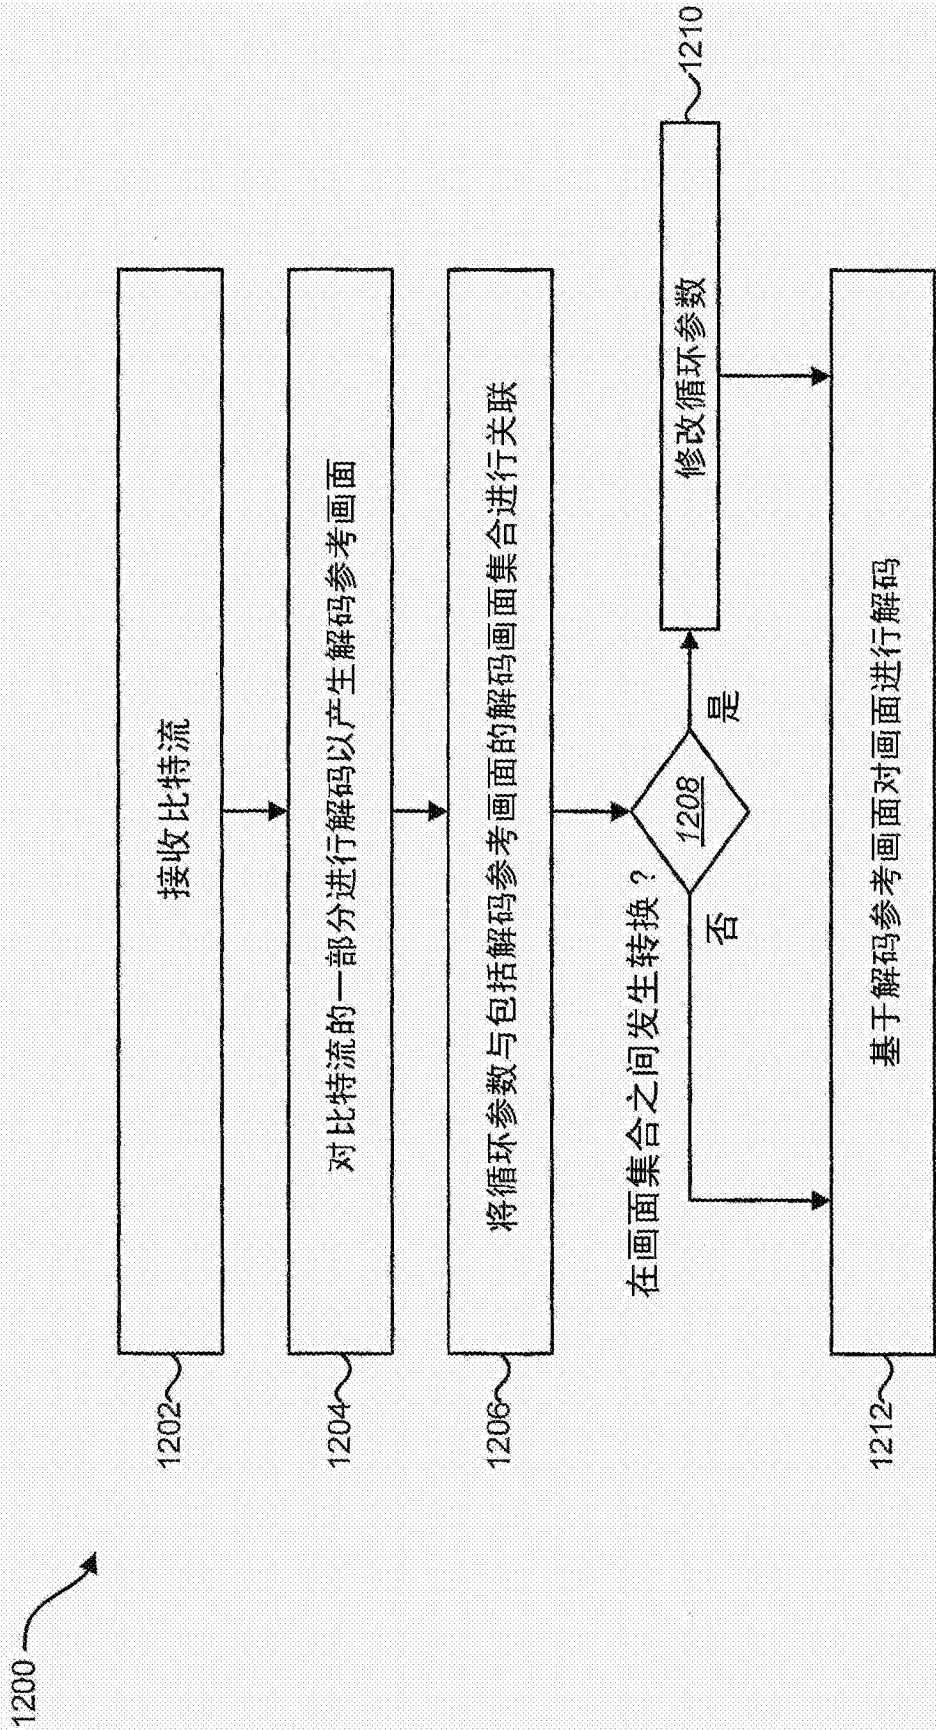 1200
1202
接收比特流
1204
对比特流的一部分进行解码以产生解码参考画面
1206
将循环参数与包括解码参考画面的解码画面集合进行关联
在画面集合之间发生转换？
1208
否
是
修改循环参数
1210
1212
基于解码参考画面对画面进行解码